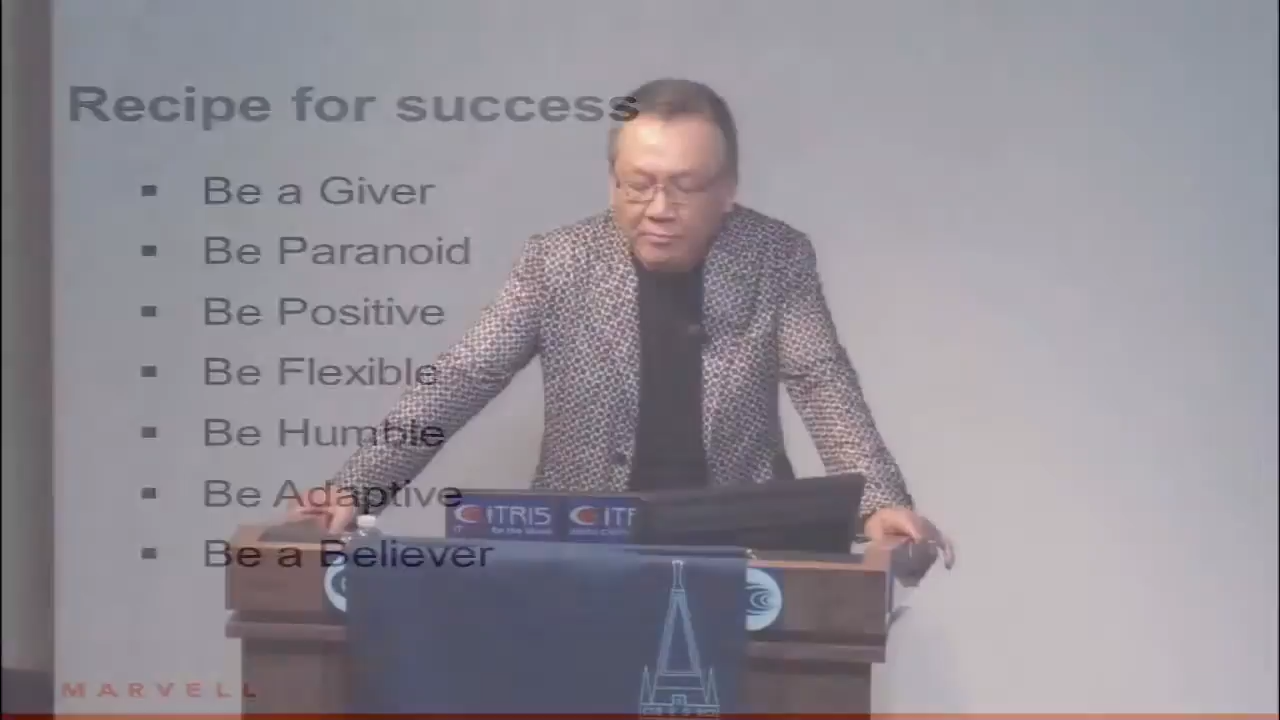 Recipe for success
▪ Be a Giver
▪ Be Paranoid
▪ Be Positive
▪ Be Flexible
▪ Be Humble
▪ Be Adaptive
▪ Be a Believer
CITRIS CITR
MARVELL